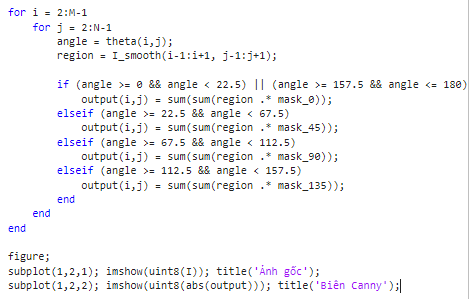 for i = 2:M-1
for j = 2:N-1
angle = theta(i,j);
region = I_smooth(i-1:i+1, j-1:j+1);
if (angle >= 0 && angle < 22.5) || (angle >= 157.5 && angle <= 180)
output(i,j) = sum(sum(region .* mask_0));
elseif (angle >= 22.5 && angle < 67.5)
output(i,j) = sum(sum(region .* mask_45));
elseif (angle >= 67.5 && angle < 112.5)
output(i,j) = sum(sum(region .* mask_90));
elseif (angle >= 112.5 && angle < 157.5)
output(i,j) = sum(sum(region .* mask_135));
end
end
end
figure;
subplot(1,2,1); imshow(uint8(I)); title('Ảnh gốc');
subplot(1,2,2); imshow(uint8(abs(output))); title('Biên Canny');